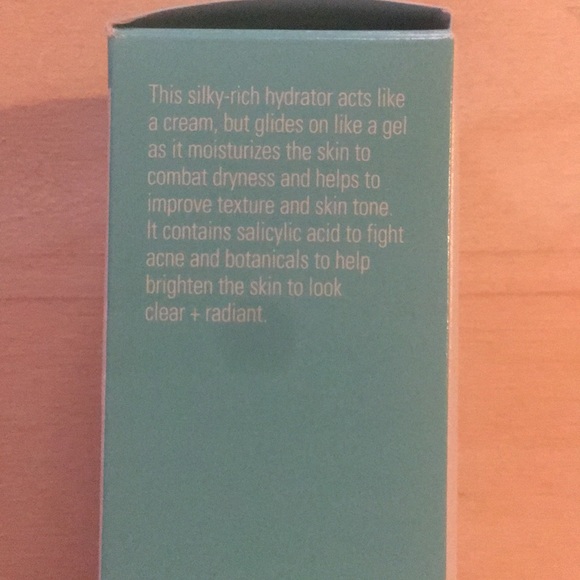 This silky-rich hydrator acts like
a cream, but glides on like a gel
as it moisturizes the skin to
combat dryness and helps to
improve texture and skin tone.
It contains salicylic acid to fight
acne and botanicals to help
brighten the skin to look
clear + radiant.